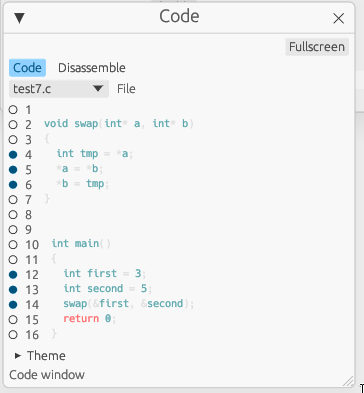 Code
Fullscreen
Code Disassemble
test7.c File
1
2 void swap(int* a, int* b)
3 {
4 int tmp = *a;
5 *a = *b;
6 *b = tmp;
7 }
8
9
10 int main()
11 {
12 int first = 3;
13 int second = 5;
14 swap(&first, &second);
15 return 0;
16 }
Theme
Code window